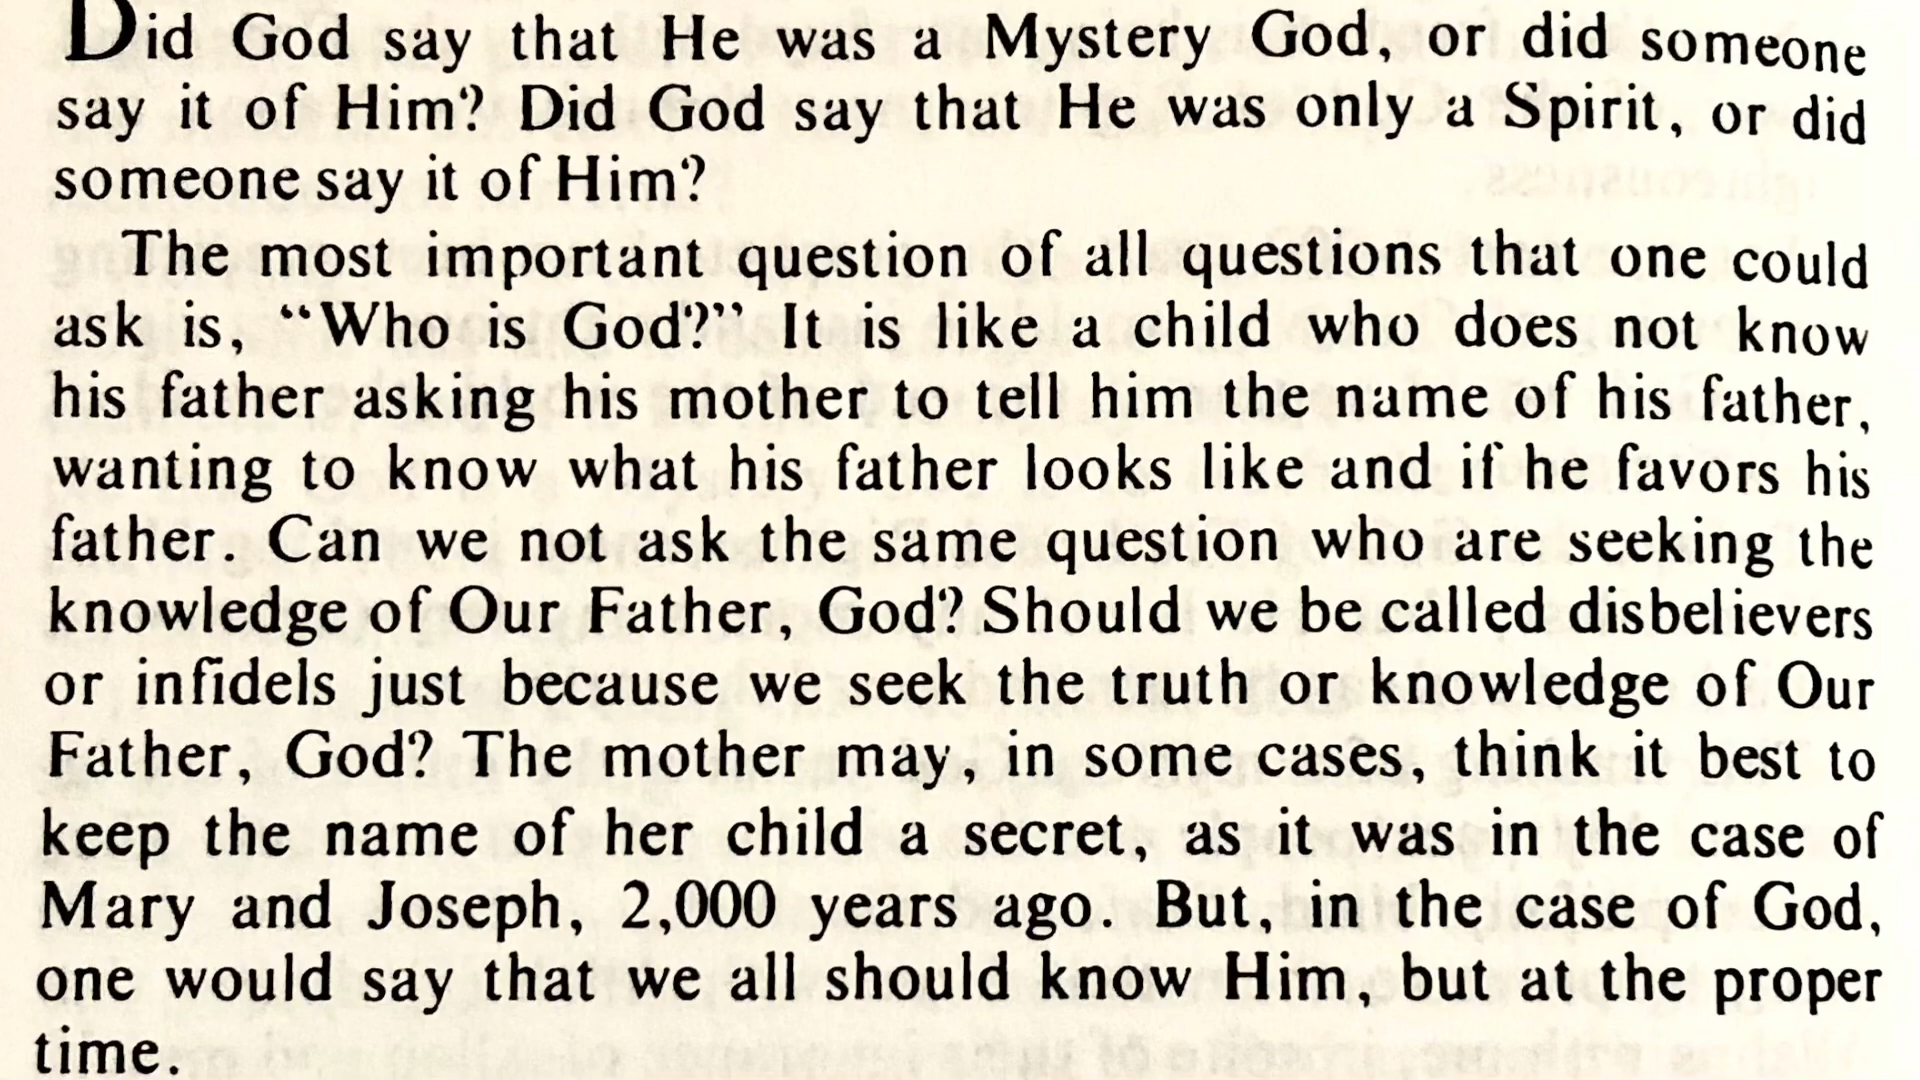 Did God say that He was a Mystery God, or did someone
say it of Him? Did God say that He was only a Spirit, or did
someone say it of Him?
The most important question of all questions that one could
ask is, “Who is God?” It is like a child who does not know
his father asking his mother to tell him the name of his father,
wanting to know what his father looks like and if he favors his
father. Can we not ask the same question who are seeking the
knowledge of Our Father, God? Should we be called disbelievers
or infidels just because we seek the truth or knowledge of Our
Father, God? The mother may, in some cases, think it best to
keep the name of her child a secret, as it was in the case of
Mary and Joseph, 2,000 years ago. But, in the case of God,
one would say that we all should know Him, but at the proper
time.